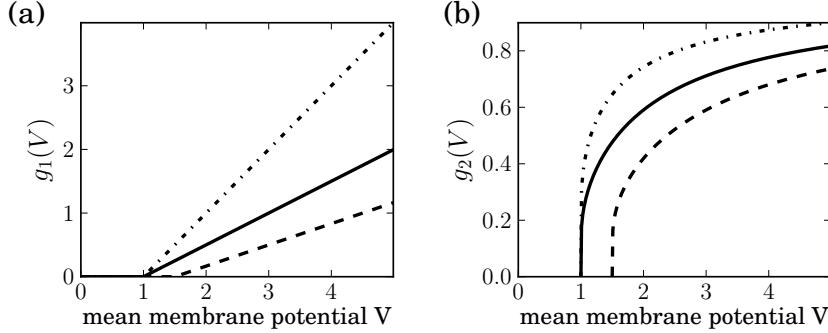 (a)
g₁(V)
3
2
1
0
0 1 2 3 4
mean membrane potential V
(b)
g₂(V)
0.8
0.6
0.4
0.2
0.0
0 1 2 3 4
mean membrane potential V